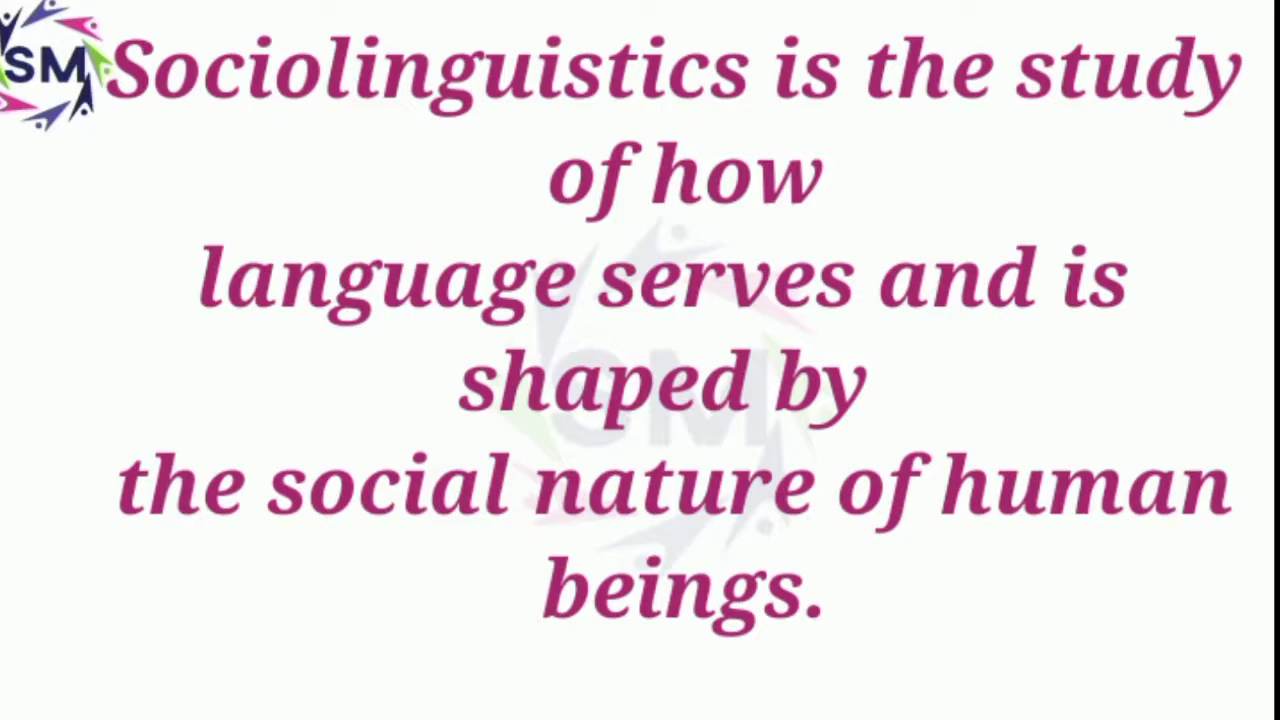 SM
Sociolinguistics is the study
of how
language serves and is
shaped by
the social nature of human
beings.
SM